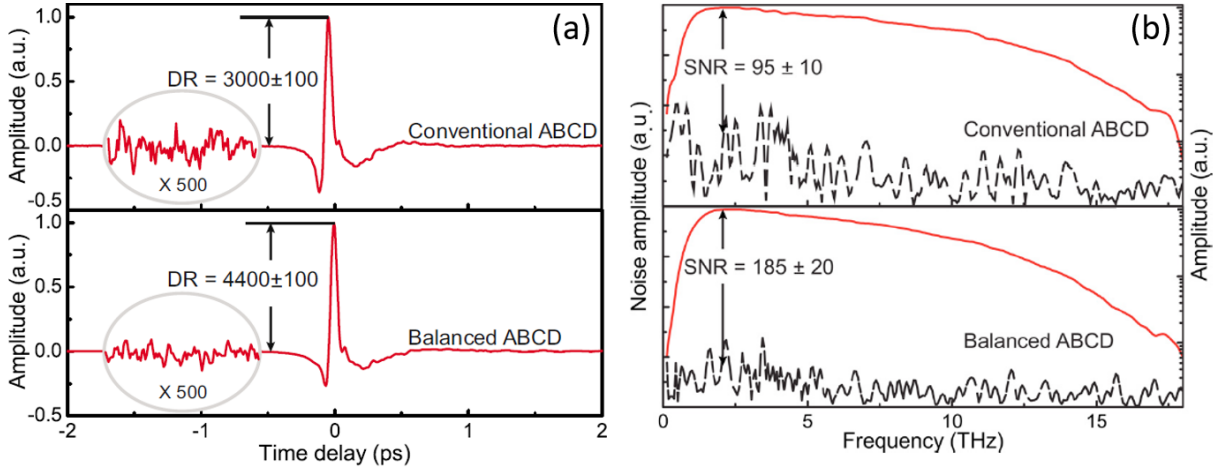 (a)
Amplitude (a.u.)
1.0
0.5
0.0
-0.5
DR = 3000±100
X 500
Conventional ABCD
Amplitude (a.u.)
1.0
0.5
0.0
-0.5
DR = 4400±100
X 500
Balanced ABCD
-2
-1
0
1
2
Time delay (ps)
(b)
SNR = 95 ± 10
Conventional ABCD
SNR = 185 ± 20
Balanced ABCD
Noise amplitude (a.u.)
Amplitude (a.u.)
0
5
10
15
Frequency (THz)